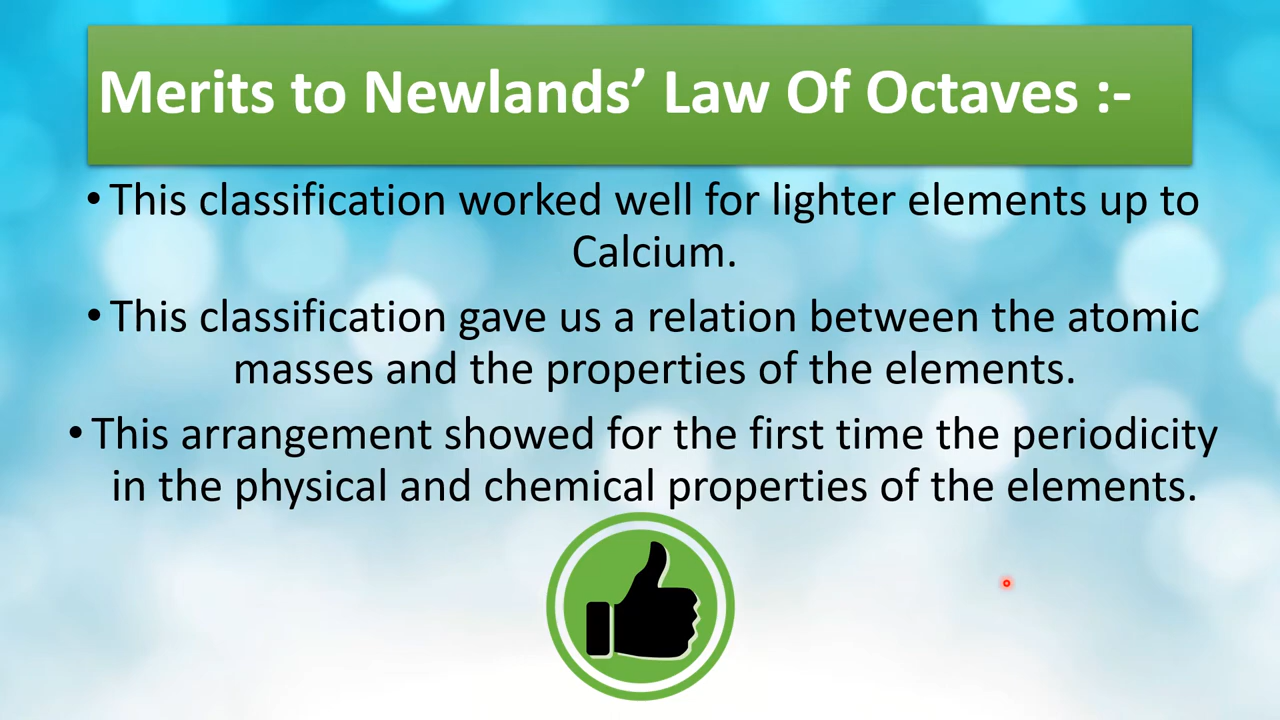 Merits to Newlands’ Law Of Octaves :-
• This classification worked well for lighter elements up to
Calcium.
• This classification gave us a relation between the atomic
masses and the properties of the elements.
• This arrangement showed for the first time the periodicity
in the physical and chemical properties of the elements.